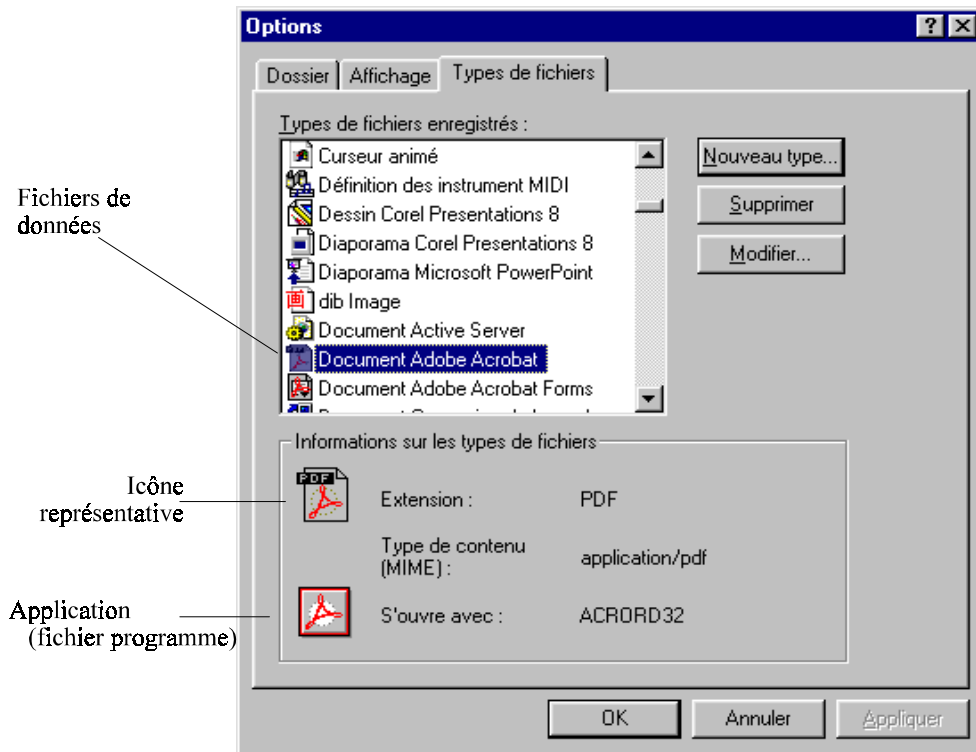 Options
Dossier
Affichage
Types de fichiers
Types de fichiers enregistrés :
Curseur animé
Définition des instrument MIDI
Dessin Corel Presentations 8
Diaporama Corel Presentations 8
Diaporama Microsoft PowerPoint
dib Image
Document Active Server
Document Adobe Acrobat
Document Adobe Acrobat Forms
Nouveau type...
Supprimer
Modifier...
Fichiers de
données
Informations sur les types de fichiers
Icône
représentative
PDF
Extension :
PDF
Type de contenu
(MIME) :
application/pdf
Application
(fichier programme)
S'ouvre avec :
ACRORD32
OK
Annuler
Appliquer